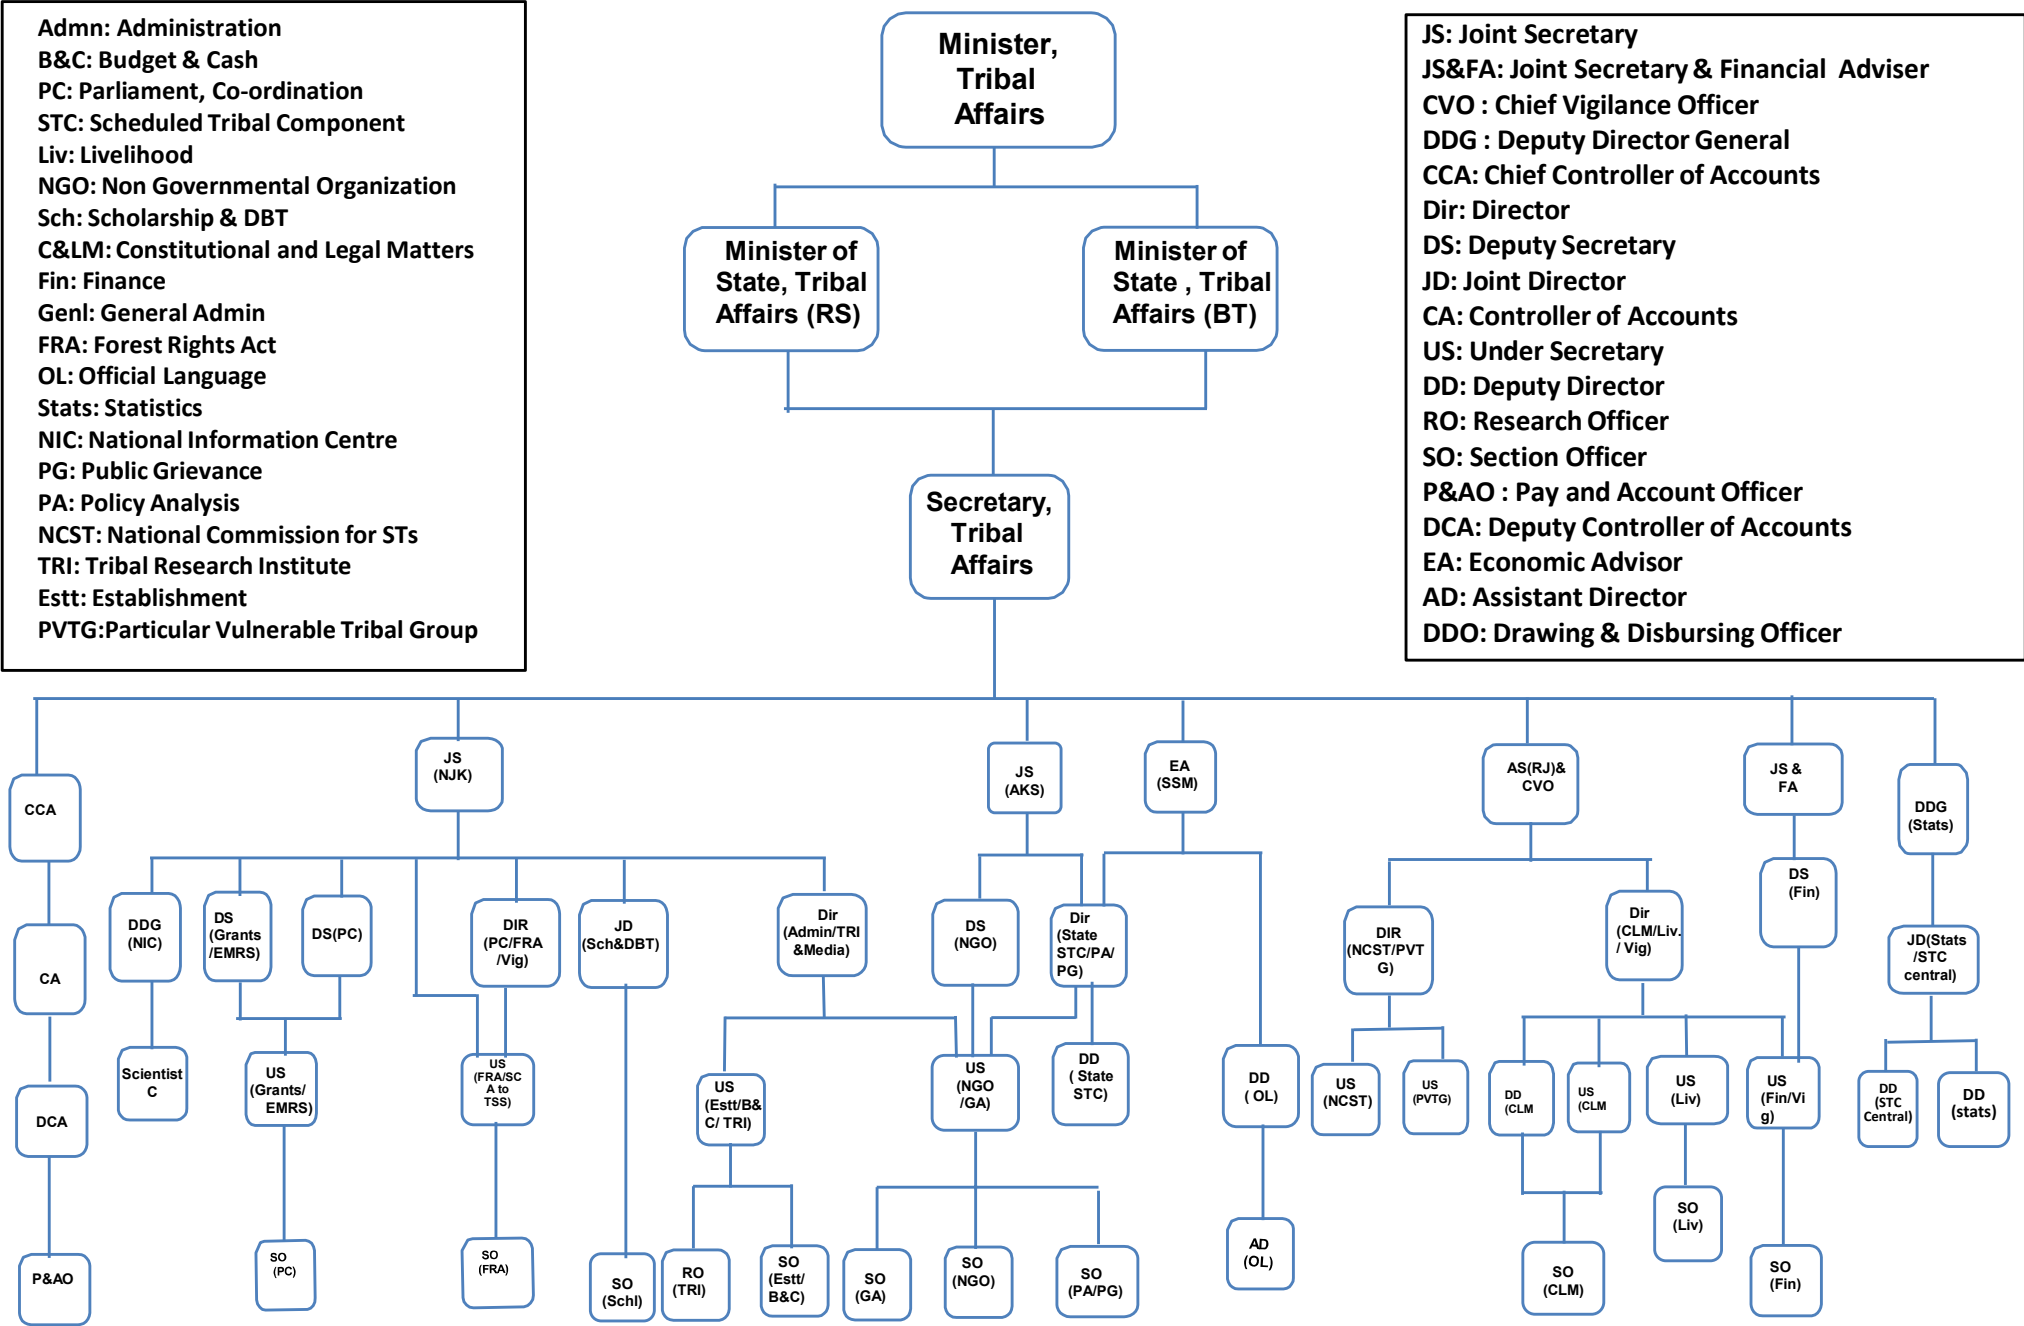 Admn: Administration
B&C: Budget & Cash
PC: Parliament, Co-ordination
STC: Scheduled Tribal Component
Liv: Livelihood
NGO: Non Governmental Organization
Sch: Scholarship & DBT
C&LM: Constitutional and Legal Matters
Fin: Finance
Genl: General Admin
FRA: Forest Rights Act
OL: Official Language
Stats: Statistics
NIC: National Information Centre
PG: Public Grievance
PA: Policy Analysis
NCST: National Commission for STs
TRI: Tribal Research Institute
Estt: Establishment
PVTG:Particular Vulnerable Tribal Group
Minister,
Tribal
Affairs
Minister of
State, Tribal
Affairs (RS)
Minister of
State , Tribal
Affairs (BT)
Secretary,
Tribal
Affairs
JS: Joint Secretary
JS&FA: Joint Secretary & Financial Adviser
CVO : Chief Vigilance Officer
DDG : Deputy Director General
CCA: Chief Controller of Accounts
Dir: Director
DS: Deputy Secretary
JD: Joint Director
CA: Controller of Accounts
US: Under Secretary
DD: Deputy Director
RO: Research Officer
SO: Section Officer
P&AO : Pay and Account Officer
DCA: Deputy Controller of Accounts
EA: Economic Advisor
AD: Assistant Director
DDO: Drawing & Disbursing Officer
CCA
JS
(NJK)
JS
(AKS)
EA
(SSM)
AS(RJ)&
CVO
JS &
FA
DDG
(Stats)
CA
DDG
(NIC)
DS
(Grants
/EMRS)
DS(PC)
DIR
(PC/FRA
/Vig)
JD
(Sch&DBT)
Dir
(Admin/TRI
&Media)
DS
(NGO)
Dir
(State
STC/PA/
PG)
DIR
(NCST/PVT
G)
Dir
(CLM/Liv.
/ Vig)
DS
(Fin)
JD(Stats
/STC
central)
DCA
Scientist
C
US
(Grants/
EMRS)
US
(FRA/SC
A to
TSS)
US
(Estt/B&
C/ TRI)
US
(NGO
/GA)
DD
( State
STC)
DD
( OL)
US
(NCST)
US
(PVTG)
DD
(CLM
US
(CLM
US
(Liv)
US
(Fin/Vi
g)
DD
(STC
Central)
DD
(stats)
P&AO
SO
(PC)
SO
(FRA)
SO
(Schl)
RO
(TRI)
SO
(Estt/
B&C)
SO
(GA)
SO
(NGO)
SO
(PA/PG)
AD
(OL)
SO
(CLM)
SO
(Liv)
SO
(Fin)